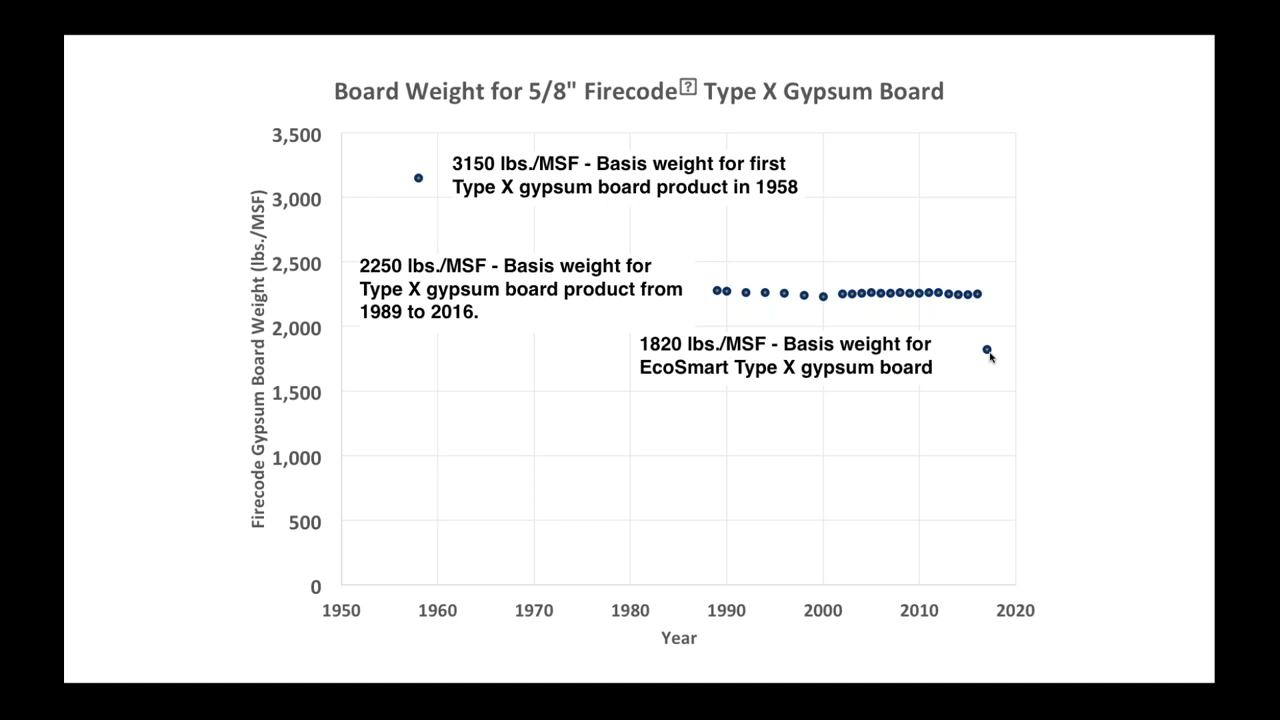 Board Weight for 5/8" Firecode⍰ Type X Gypsum Board
3,500
3,000
2,500
2,000
1,500
1,000
500
0
Firecode Gypsum Board Weight (lbs./MSF)
3150 lbs./MSF - Basis weight for first
Type X gypsum board product in 1958
2250 lbs./MSF - Basis weight for
Type X gypsum board product from
1989 to 2016.
1820 lbs./MSF - Basis weight for
EcoSmart Type X gypsum board
1950 1960 1970 1980 1990 2000 2010 2020
Year